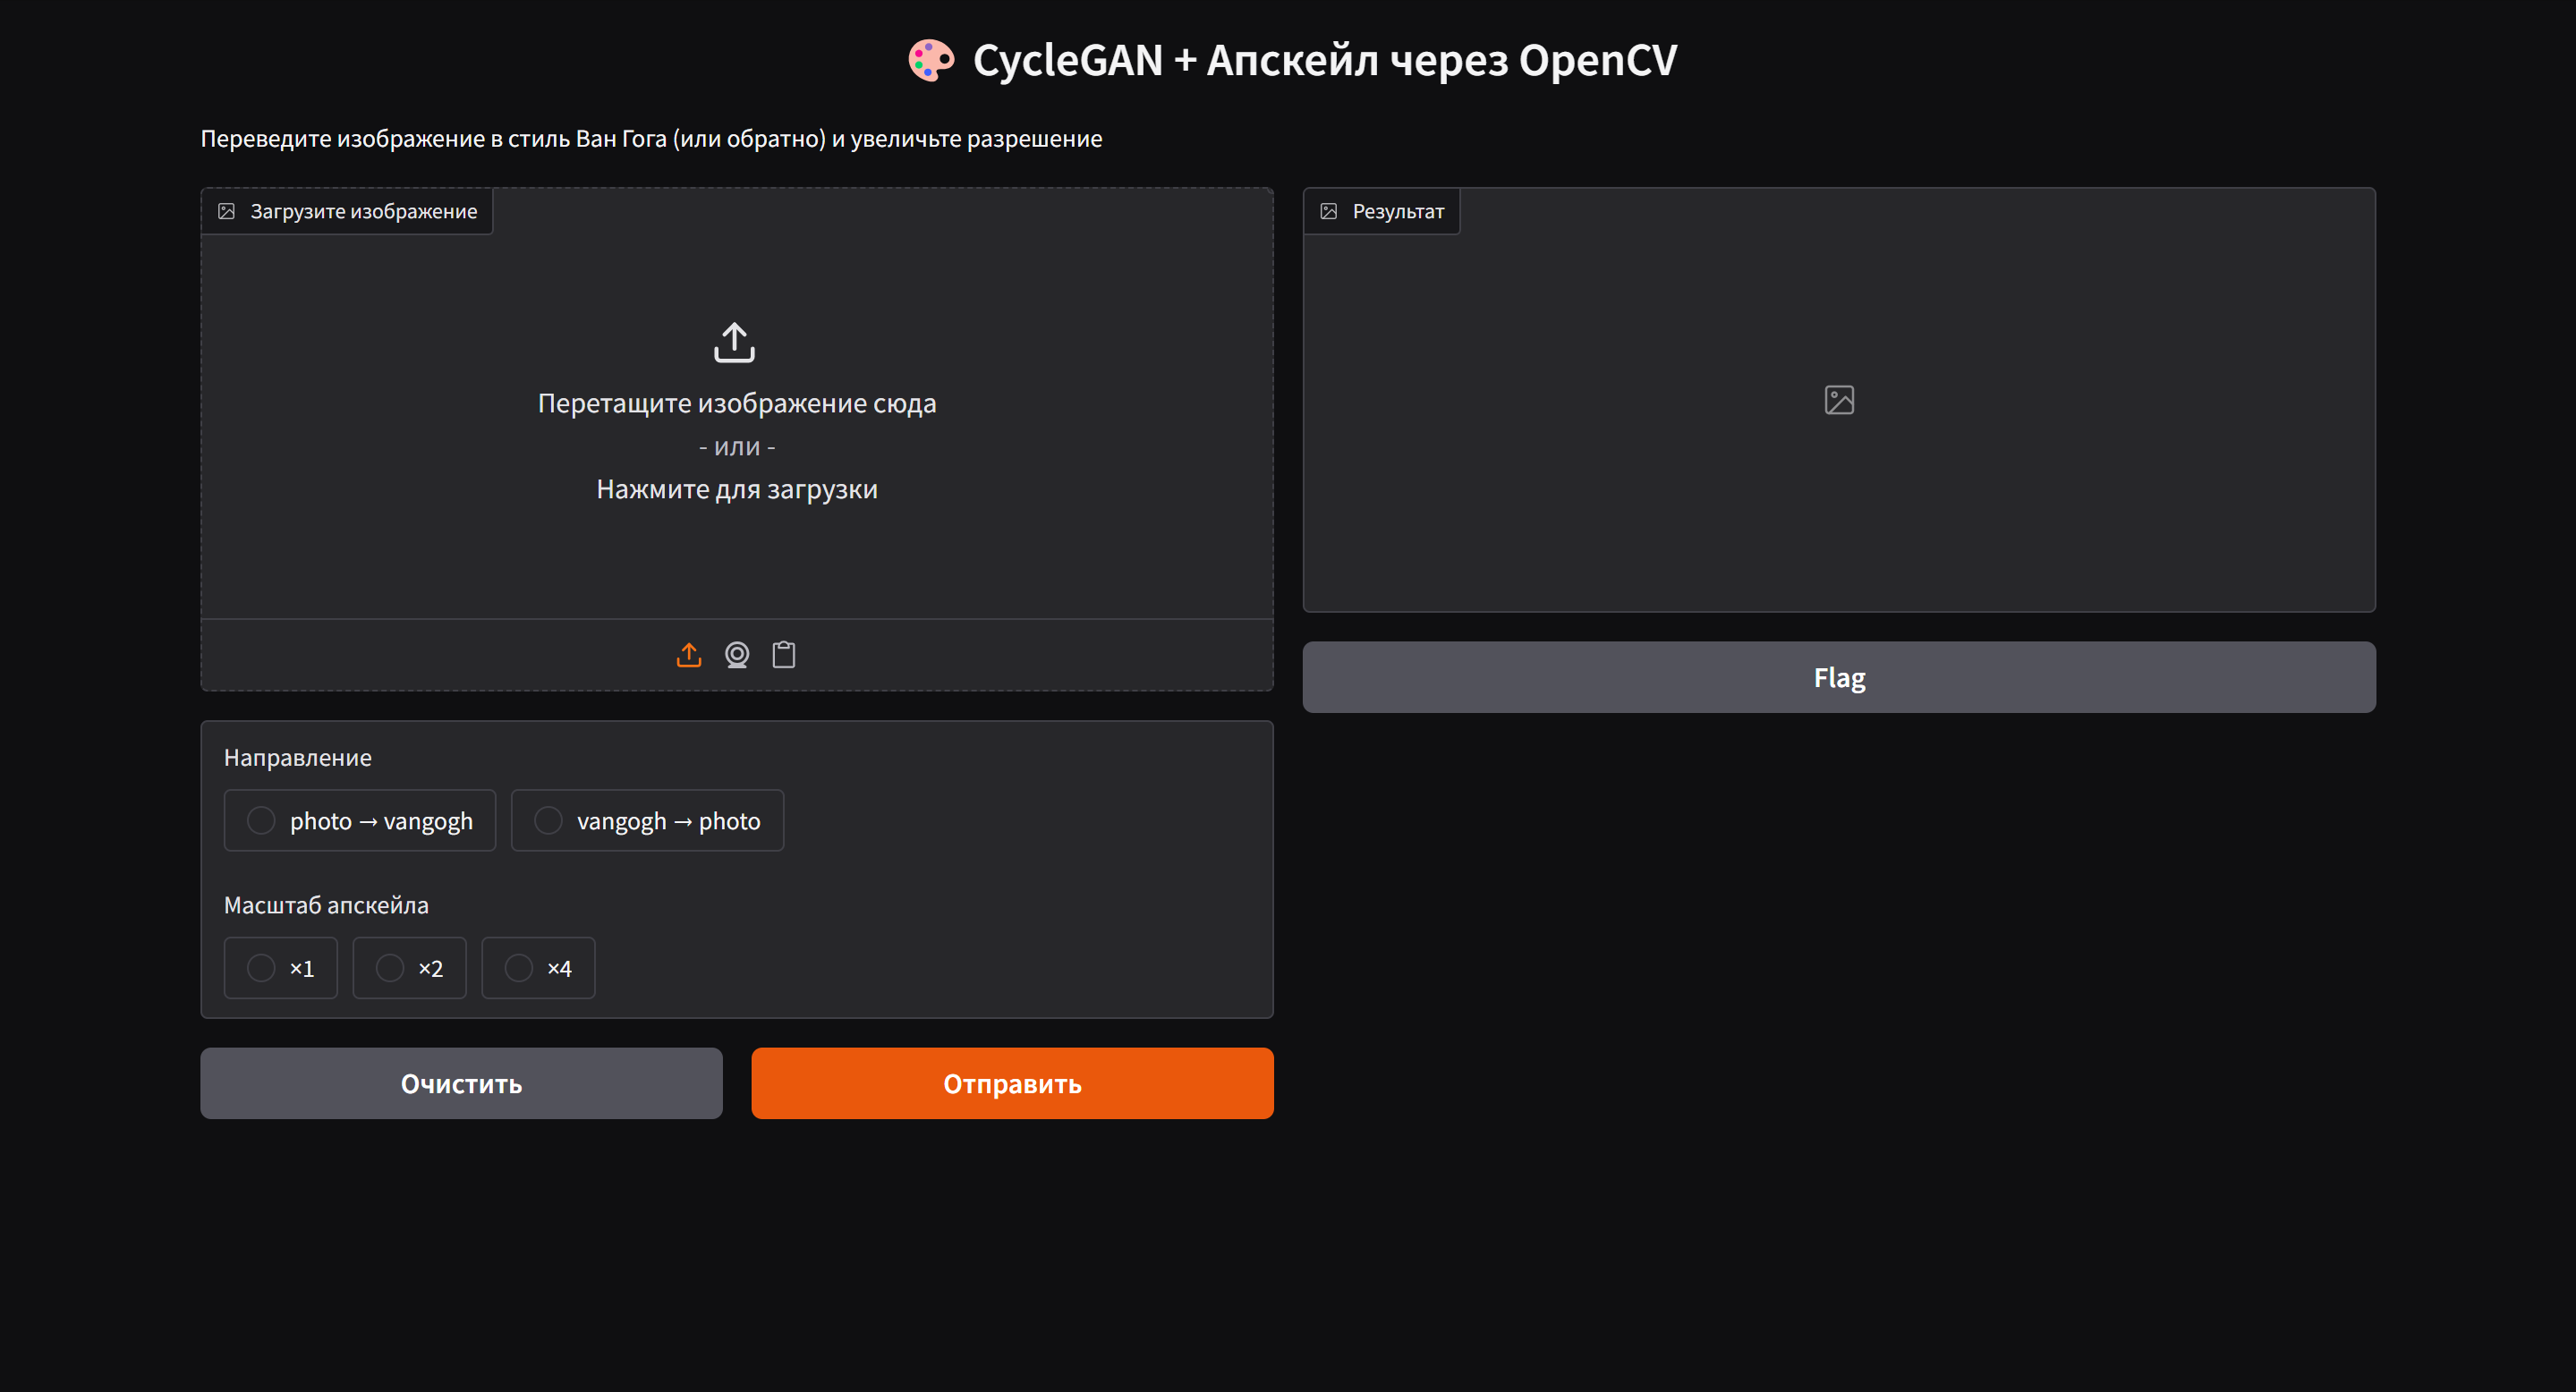 🎨 CycleGAN + Апскейл через OpenCV
Переведите изображение в стиль Ван Гога (или обратно) и увеличьте разрешение
Загрузите изображение
Перетащите изображение сюда
- или -
Нажмите для загрузки
Направление
photo → vangogh
vangogh → photo
Масштаб апскейла
×1
×2
×4
Очистить
Отправить
Результат
Flag